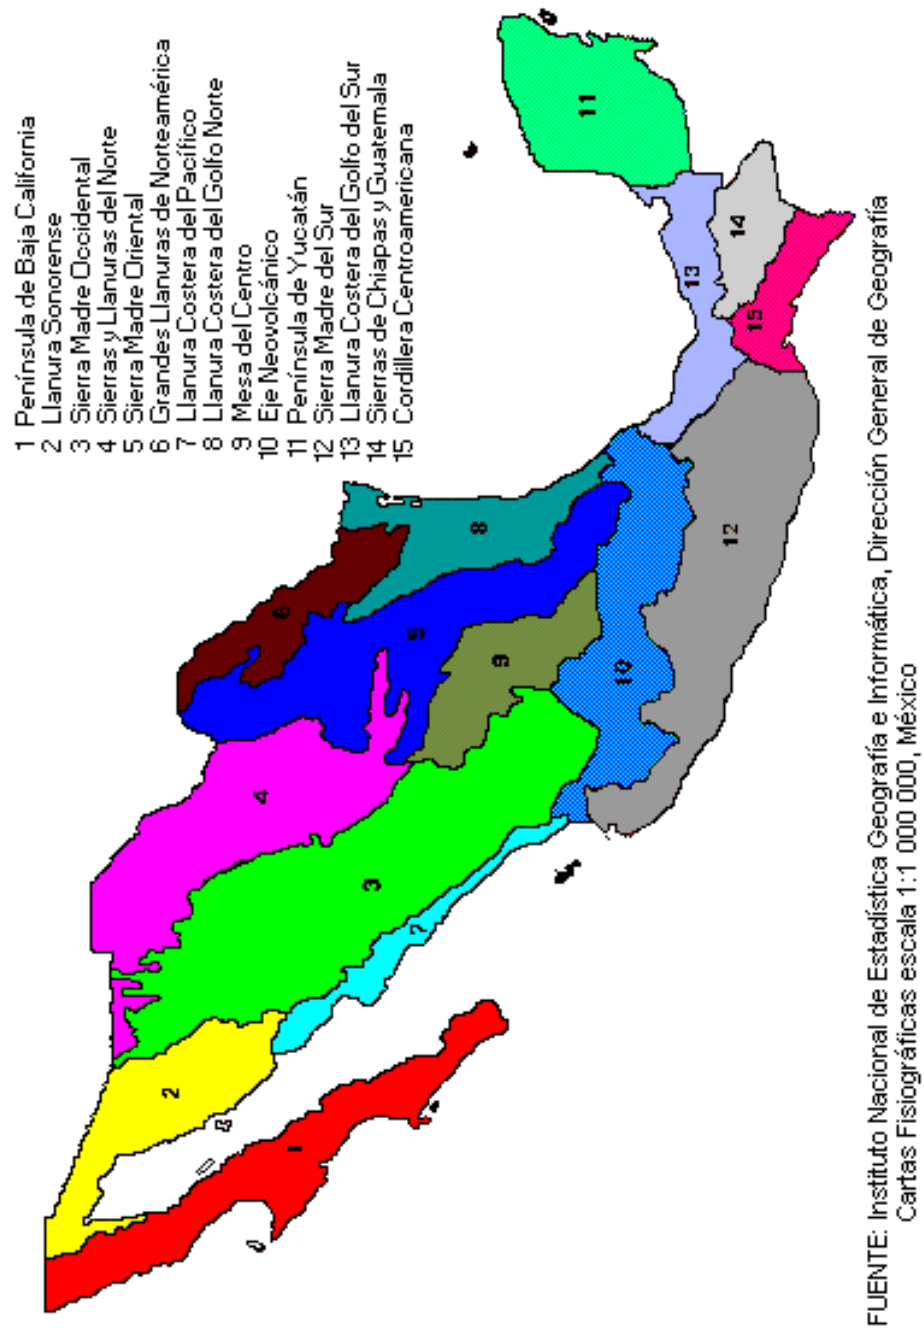 1 Península de Baja California
2 Llanura Sonorense
3 Sierra Madre Occidental
4 Sierras y Llanuras del Norte
5 Sierra Madre Oriental
6 Grandes Llanuras de Norteamérica
7 Llanura Costera del Pacífico
8 Llanura Costera del Golfo Norte
9 Mesa del Centro
10 Eje Neovolcánico
11 Península de Yucatán
12 Sierra Madre del Sur
13 Llanura Costera del Golfo del Sur
14 Sierras de Chiapas y Guatemala
15 Cordillera Centroamericana
1
2
3
4
5
6
7
8
9
10
11
12
13
14
15
FUENTE: Instituto Nacional de Estadística Geografía e Informática, Dirección General de Geografía
Cartas Fisiográficas escala 1:1 000 000, México